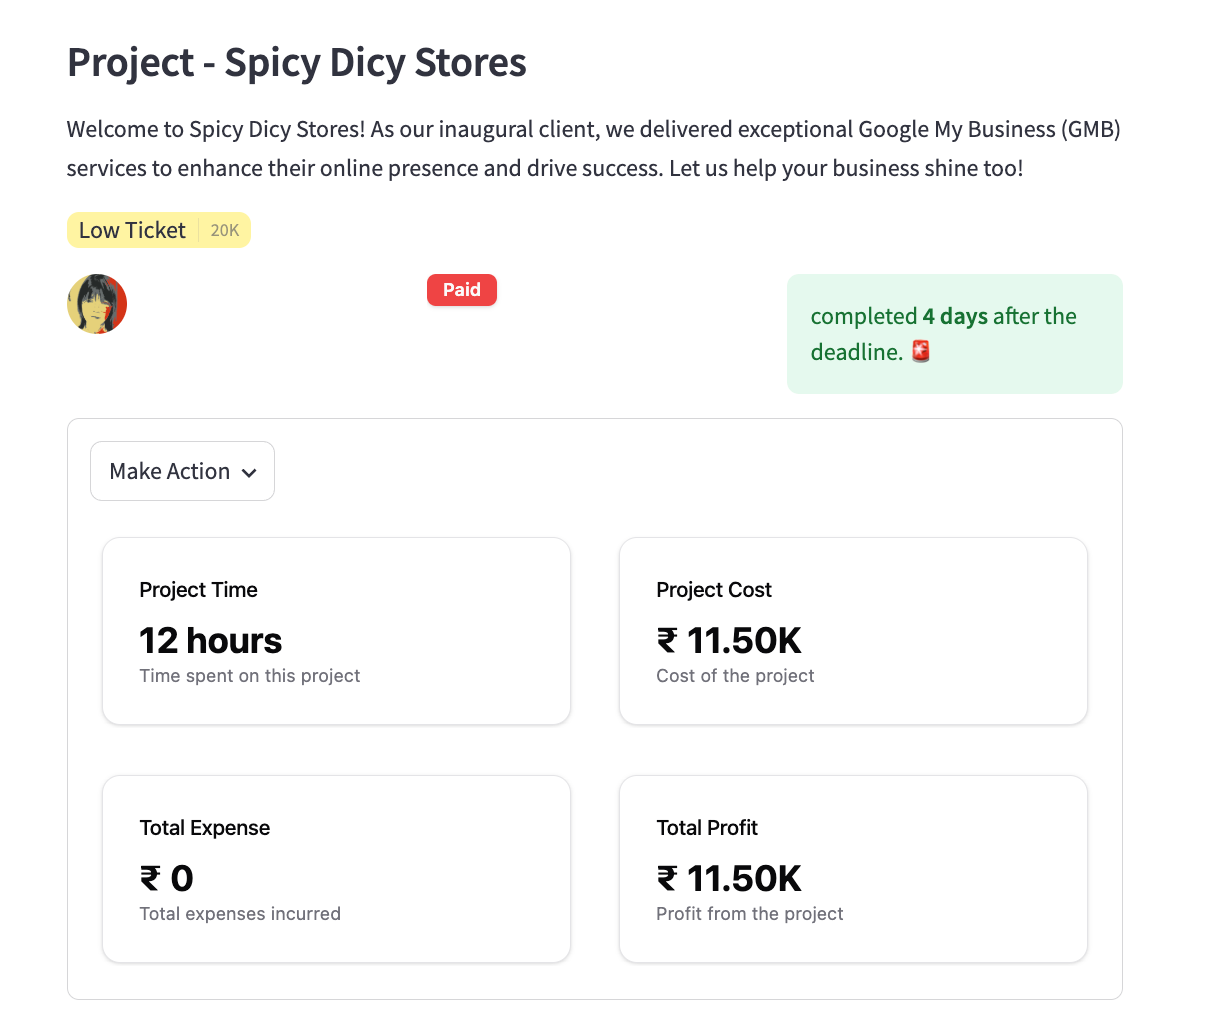 Project - Spicy Dicy Stores
Welcome to Spicy Dicy Stores! As our inaugural client, we delivered exceptional Google My Business (GMB)
services to enhance their online presence and drive success. Let us help your business shine too!
Low Ticket 20K
Paid
completed 4 days after the
deadline. 🚨
Make Action
Project Time
12 hours
Time spent on this project
Project Cost
₹ 11.50K
Cost of the project
Total Expense
₹ 0
Total expenses incurred
Total Profit
₹ 11.50K
Profit from the project